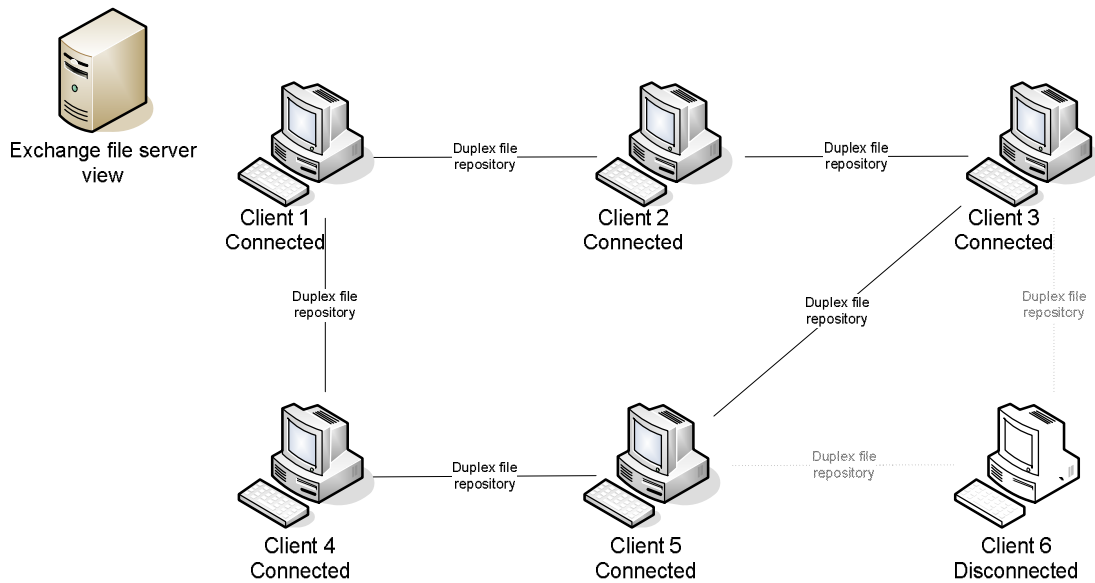 Exchange file server
view
Duplex file
repository
Duplex file
repository
Client 1
Connected
Client 2
Connected
Client 3
Connected
Duplex file
repository
Duplex file
repository
Duplex file
repository
Duplex file
repository
Duplex file
repository
Client 4
Connected
Client 5
Connected
Client 6
Disconnected